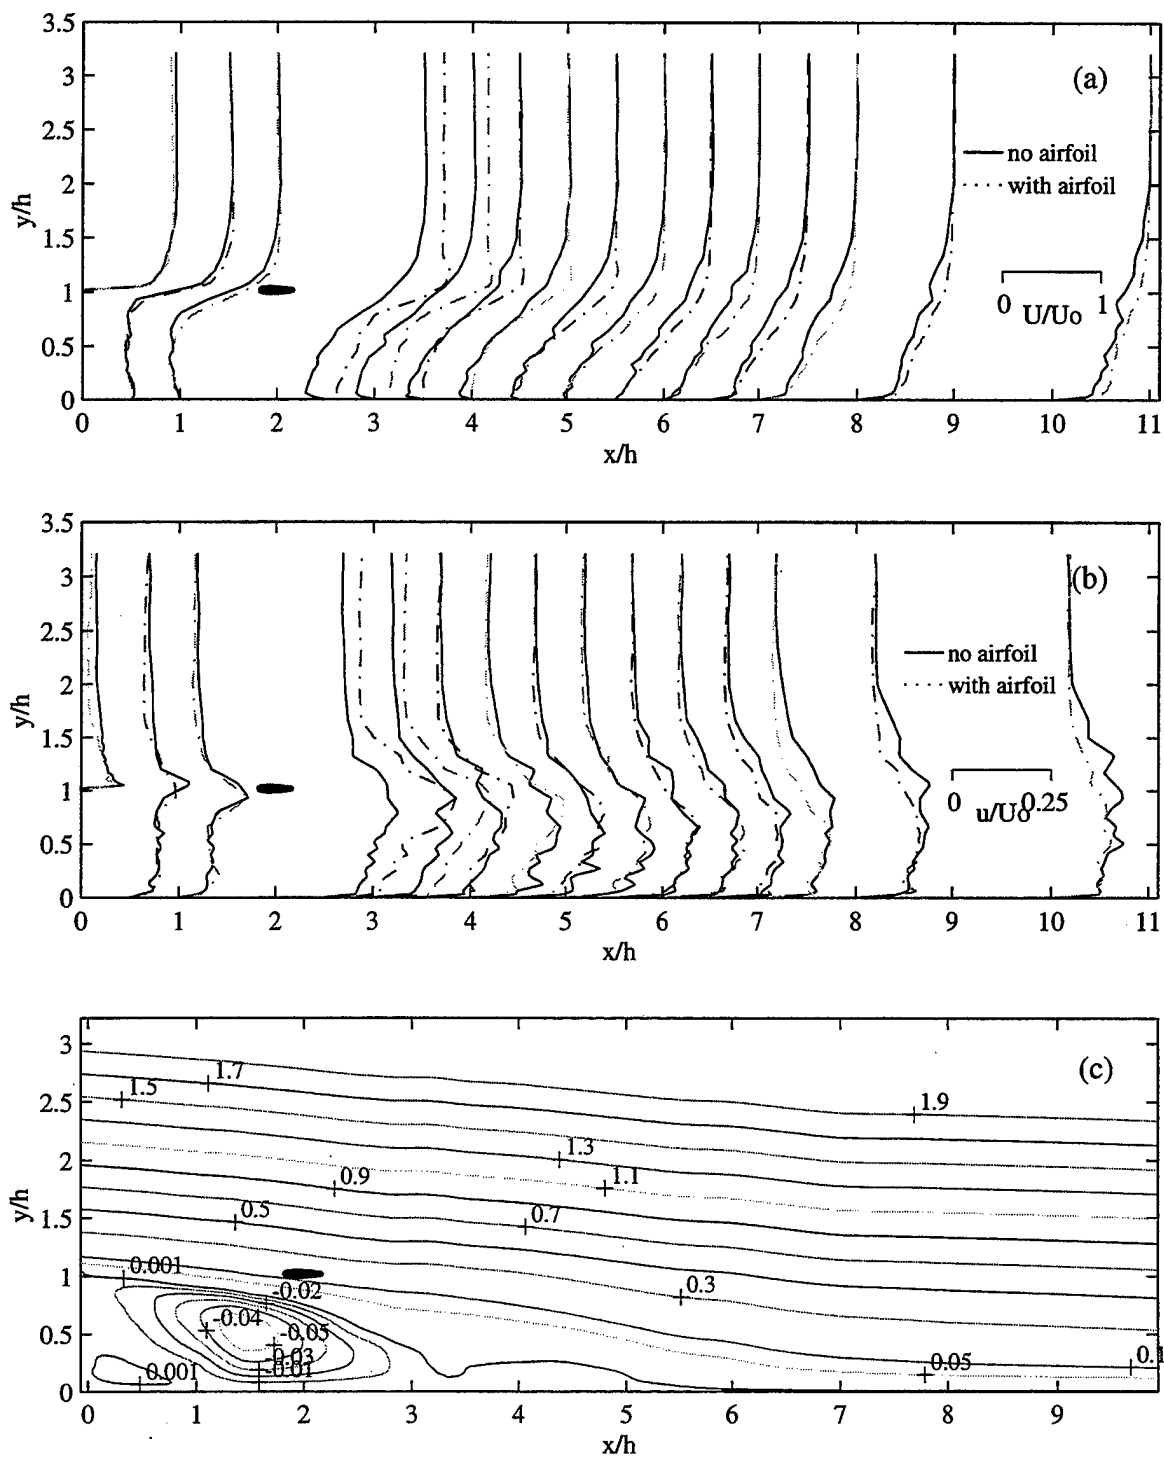 3.5
3
2.5
2
1.5
1
0.5
0
y/h
(a)
no airfoil
with airfoil
0 U/Uo 1
0 1 2 3 4 5 6 7 8 9 10 11
x/h
3.5
3
2.5
2
1.5
1
0.5
0
y/h
(b)
no airfoil
with airfoil
0 u/Uo 0.25
0 1 2 3 4 5 6 7 8 9 10 11
x/h
3
2.5
2
1.5
1
0.5
0
y/h
(c)
1.7
1.5
1.9
1.3
0.9
1.1
0.5
0.7
0.001
-0.02
0.3
-0.04
-0.05
-0.03
-0.01
0.001
0.05
0.1
0 1 2 3 4 5 6 7 8 9
x/h